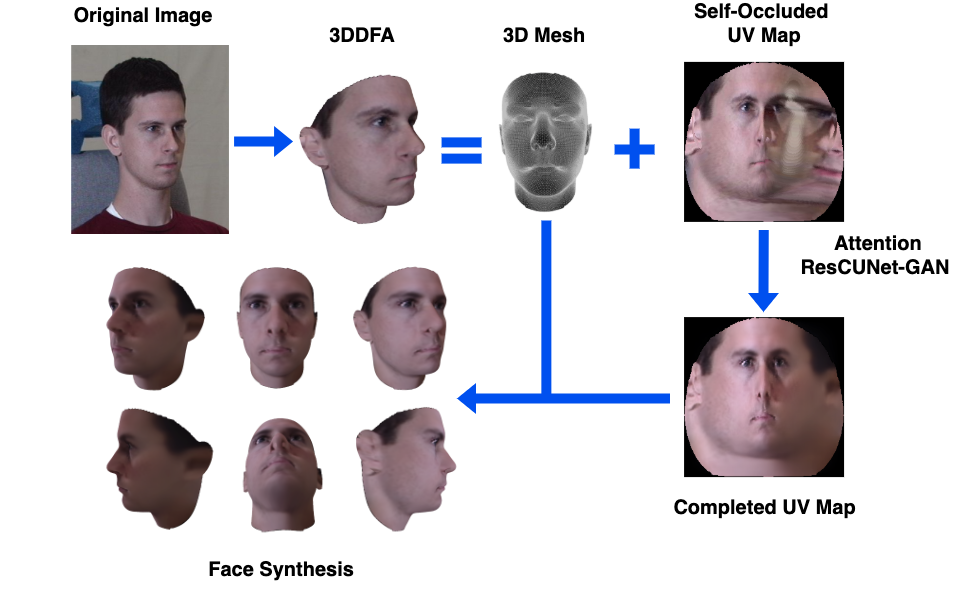 Original Image
3DDFA
3D Mesh
Self-Occluded
UV Map
Attention
ResCUNet-GAN
Completed UV Map
Face Synthesis